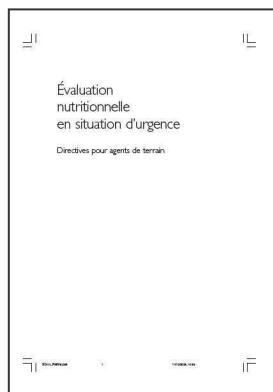 Évaluation
nutritionnelle
en situation d'urgence
Directives pour agents de terrain